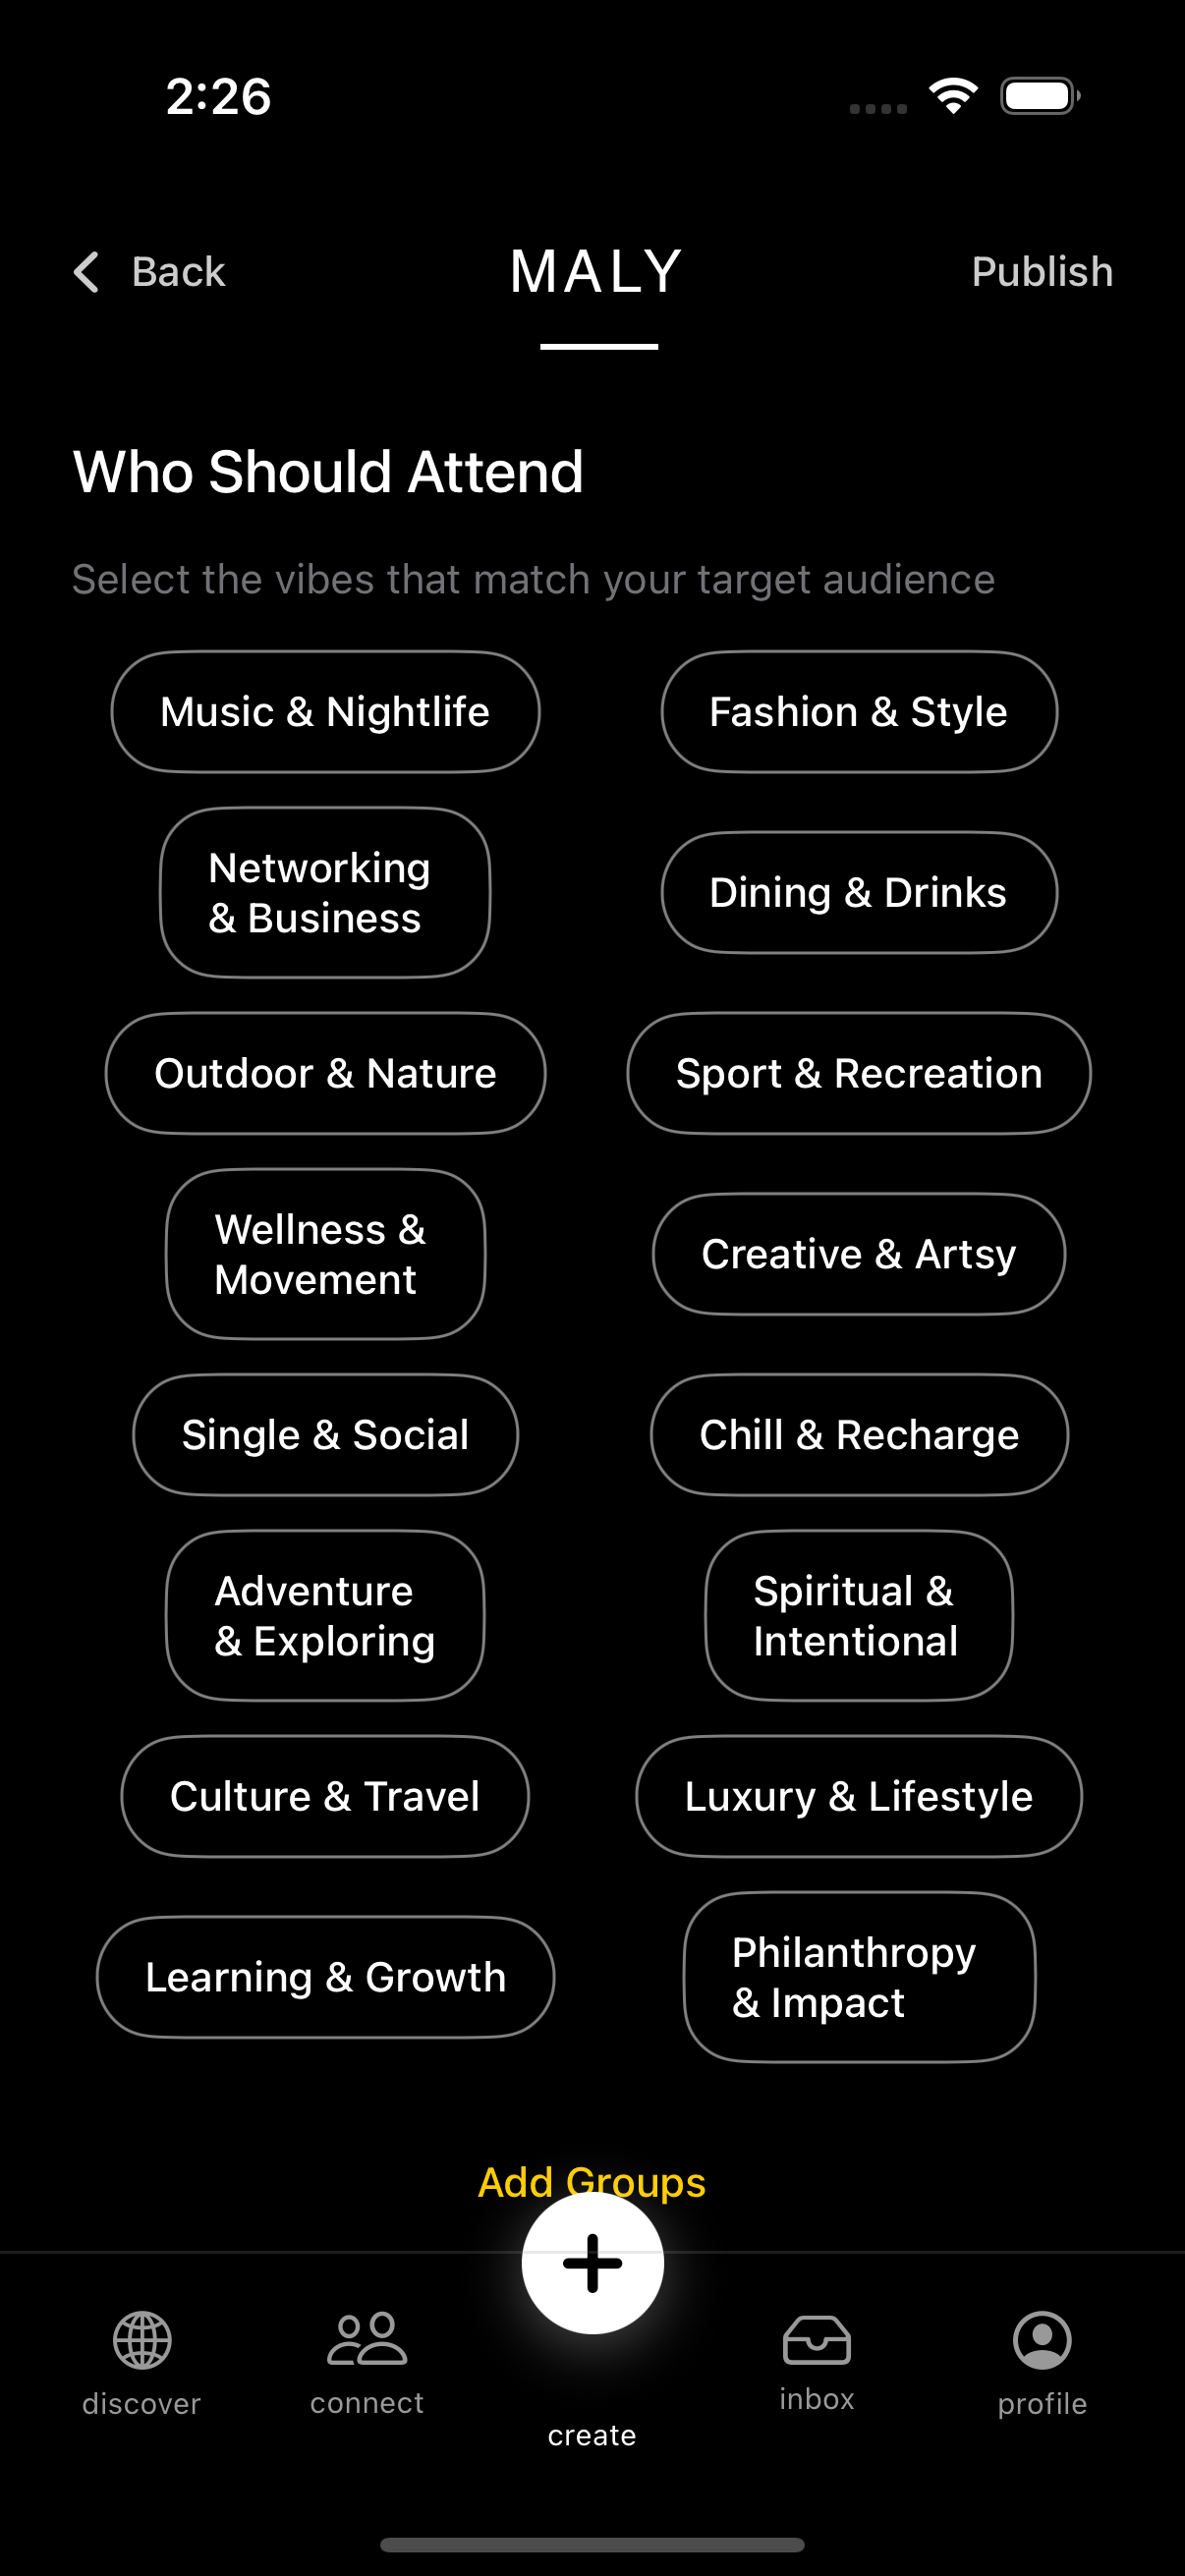 2:26
Back
MALY
Publish
Who Should Attend
Select the vibes that match your target audience
Music & Nightlife
Fashion & Style
Networking
& Business
Dining & Drinks
Outdoor & Nature
Sport & Recreation
Wellness &
Movement
Creative & Artsy
Single & Social
Chill & Recharge
Adventure
& Exploring
Spiritual &
Intentional
Culture & Travel
Luxury & Lifestyle
Learning & Growth
Philanthropy
& Impact
Add Groups
discover
connect
create
inbox
profile